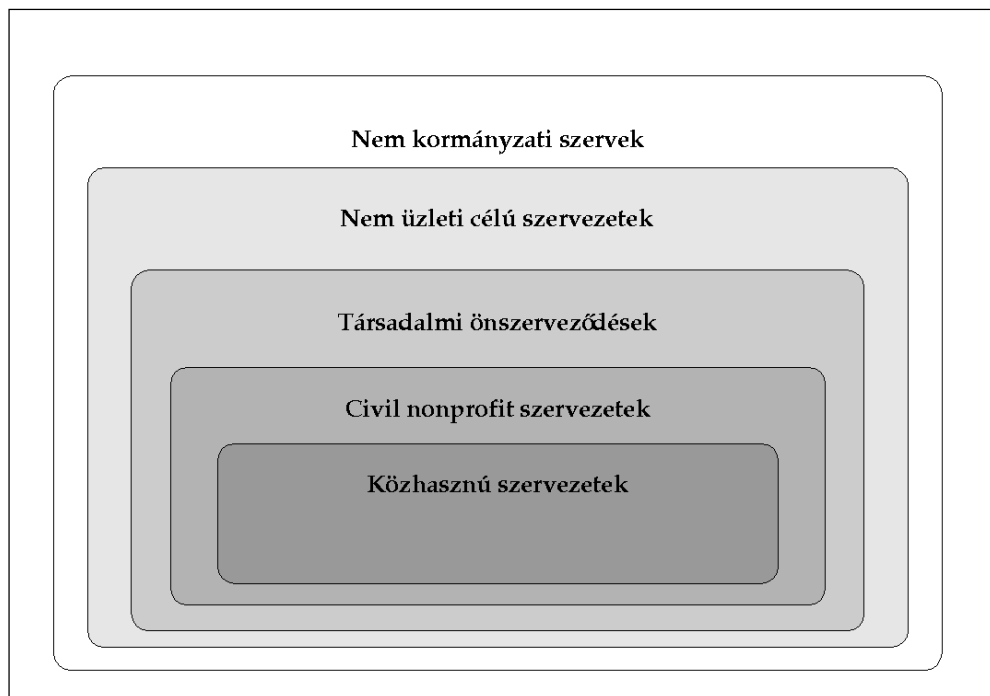 Nem kormányzati szervek
Nem üzleti célú szervezetek
Társadalmi önszerveződések
Civil nonprofit szervezetek
Közhasznú szervezetek